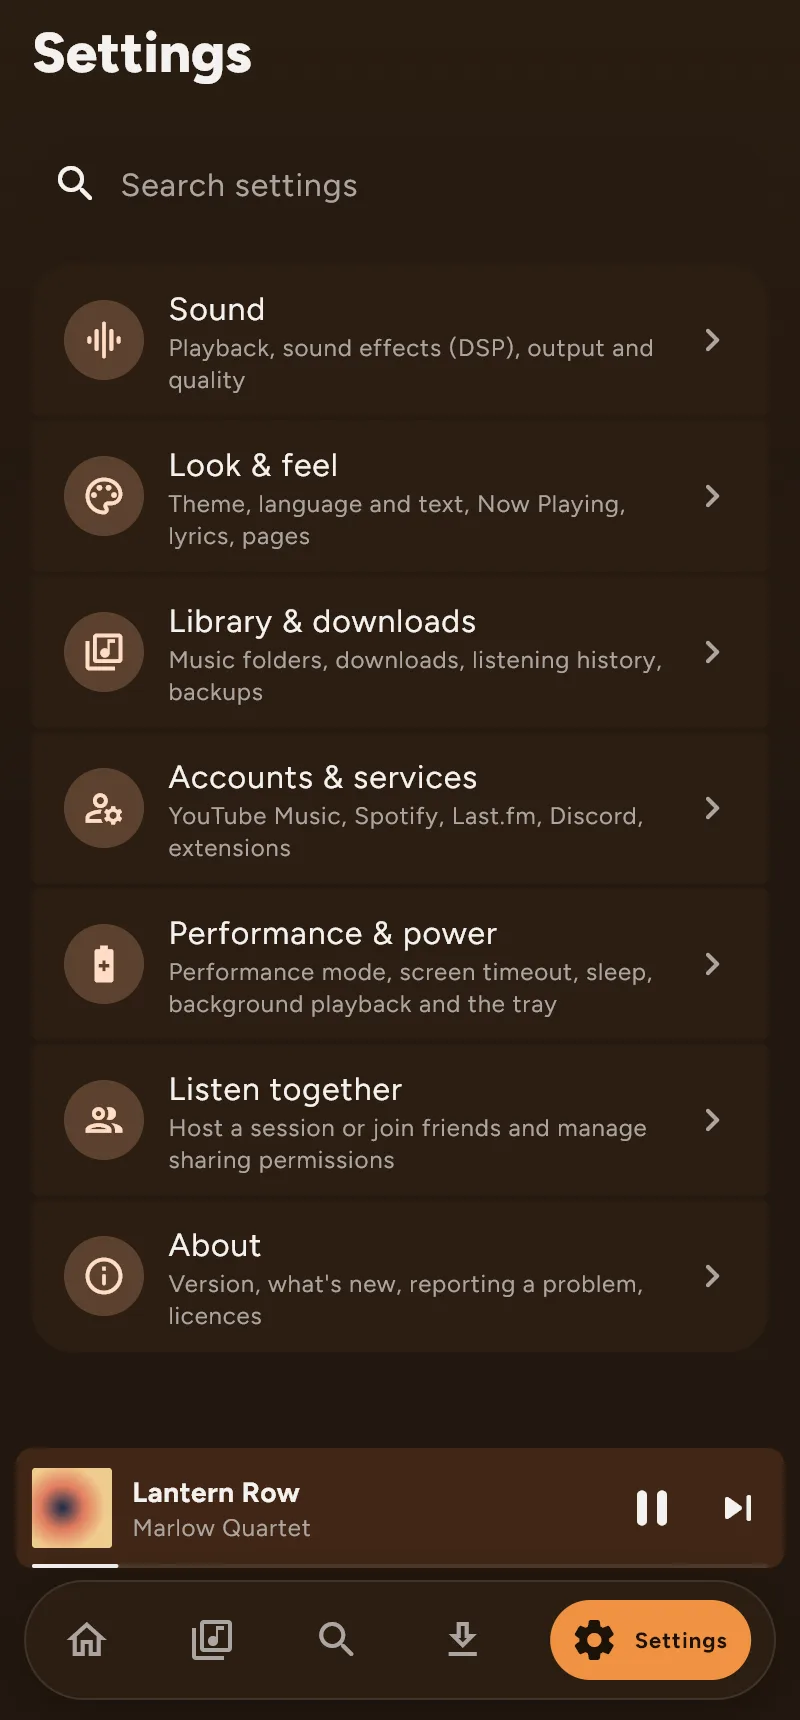 Settings
Search settings
Sound
Playback, sound effects (DSP), output and
quality
Look & feel
Theme, language and text, Now Playing,
lyrics, pages
Library & downloads
Music folders, downloads, listening history,
backups
Accounts & services
YouTube Music, Spotify, Last.fm, Discord,
extensions
Performance & power
Performance mode, screen timeout, sleep,
background playback and the tray
Listen together
Host a session or join friends and manage
sharing permissions
About
Version, what's new, reporting a problem,
licences
Lantern Row
Marlow Quartet
Settings